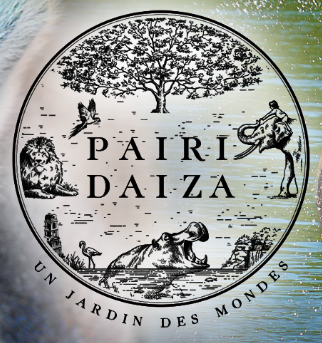 PAIRI
DAIZA
UN JARDIN DES MONDES